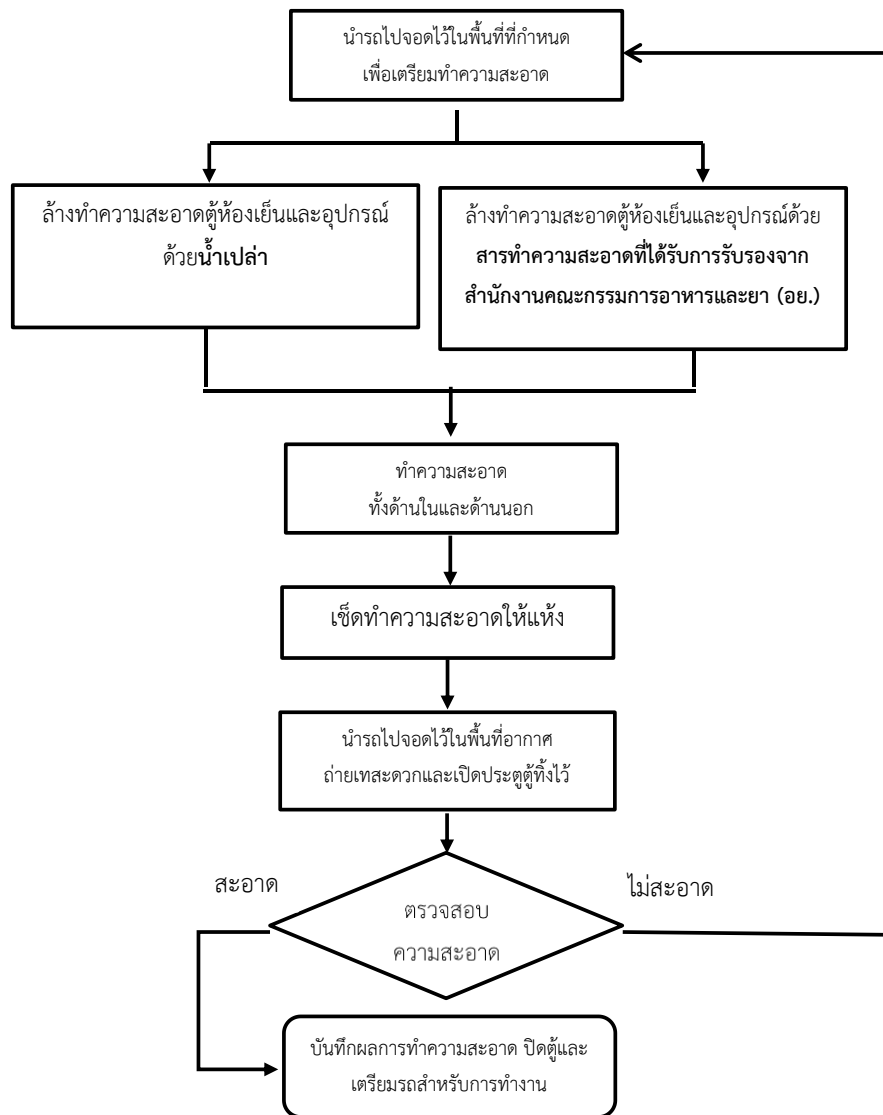 นำรถไปจอดไว้ในพื้นที่ที่กำหนด
เพื่อเตรียมทำความสะอาด
ล้างทำความสะอาดตู้ห้องเย็นและอุปกรณ์
ด้วยน้ำเปล่า
ล้างทำความสะอาดตู้ห้องเย็นและอุปกรณ์ด้วย
สารทำความสะอาดที่ได้รับการรับรองจาก
สำนักงานคณะกรรมการอาหารและยา (อย.)
ทำความสะอาด
ทั้งด้านในและด้านนอก
เช็ดทำความสะอาดให้แห้ง
นำรถไปจอดไว้ในพื้นที่อากาศ
ถ่ายเทสะดวกและเปิดประตูตู้ทิ้งไว้
สะอาด
ไม่สะอาด
ตรวจสอบ
ความสะอาด
บันทึกผลการทำความสะอาด ปิดตู้และ
เตรียมรถสำหรับการทำงาน